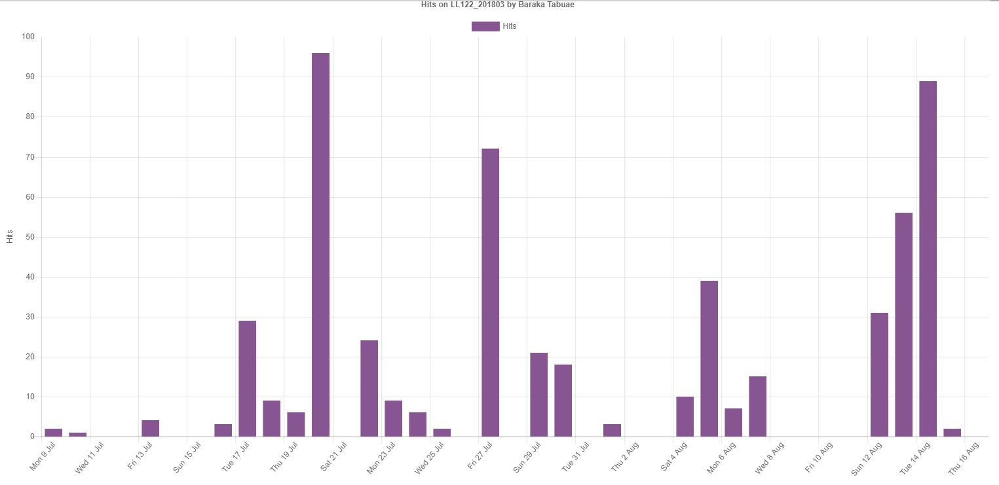 Hits on LL122_201803 by Baraka Tabuae
Hits
100
90
80
70
60
50
40
30
20
10
0
Hits
Mon 9 Jul
Wed 11 Jul
Fri 13 Jul
Sun 15 Jul
Tue 17 Jul
Thu 19 Jul
Sat 21 Jul
Mon 23 Jul
Wed 25 Jul
Fri 27 Jul
Sun 29 Jul
Tue 31 Jul
Thu 2 Aug
Sat 4 Aug
Mon 6 Aug
Wed 8 Aug
Fri 10 Aug
Sun 12 Aug
Tue 14 Aug
Thu 16 Aug